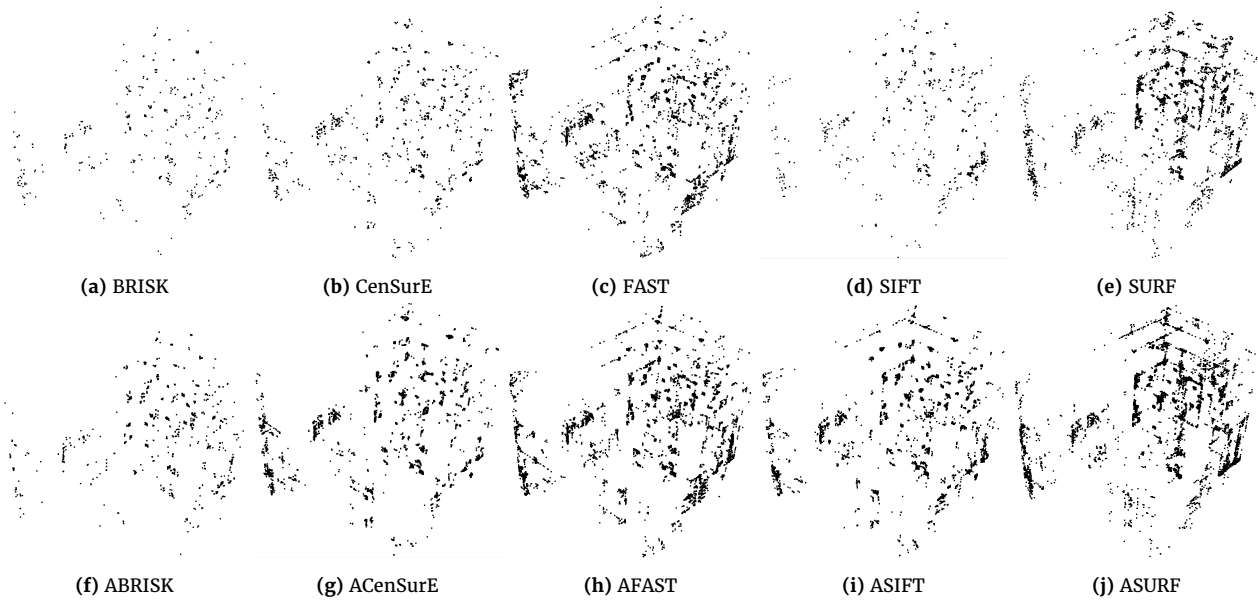 (a) BRISK (b) CenSurE (c) FAST (d) SIFT (e) SURF
(f) ABRISK (g) ACenSurE (h) AFAST (i) ASIFT (j) ASURF